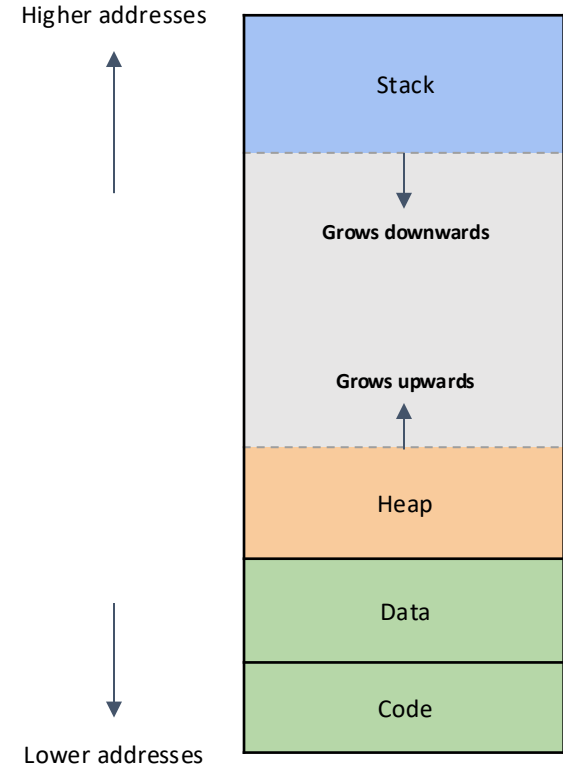 Higher addresses
Stack
Grows downwards
Grows upwards
Heap
Data
Code
Lower addresses